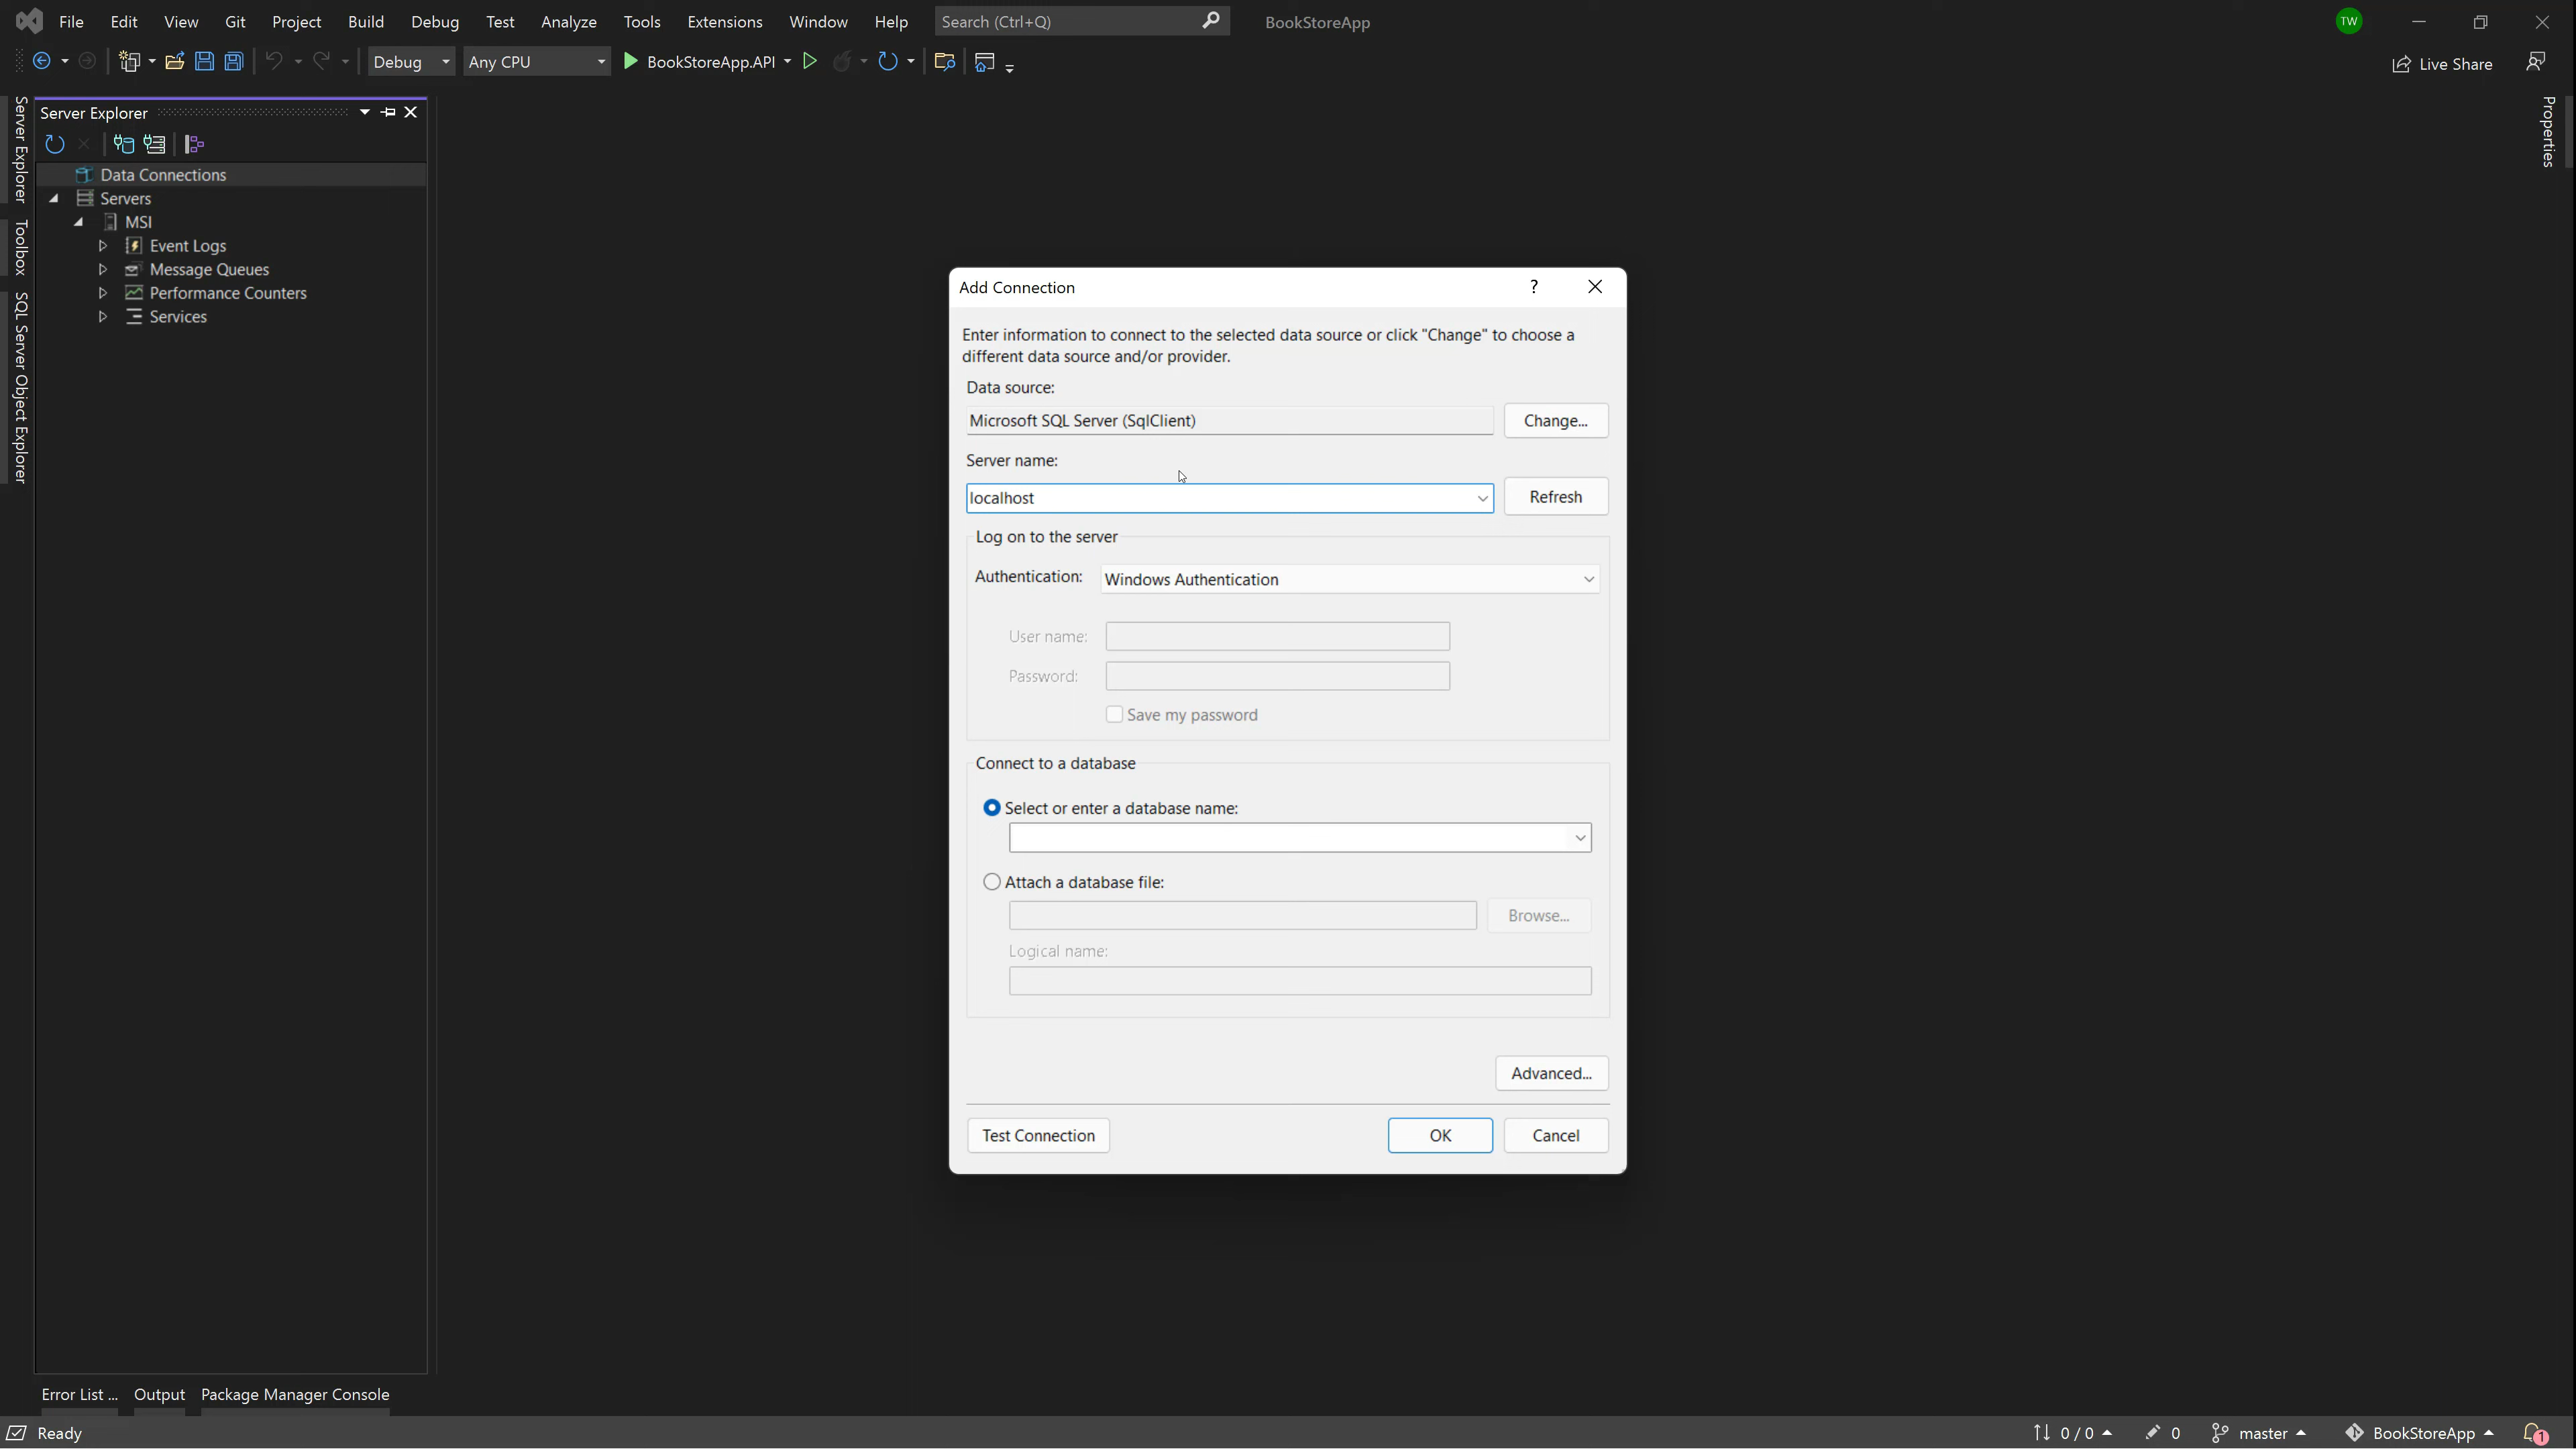 File Edit View Git Project Build Debug Test Analyze Tools Extensions Window Help Search (Ctrl+Q) BookStoreApp TW
Debug Any CPU BookStoreApp.API Live Share
Server Explorer
Toolbox
SQL Server Object Explorer
Server Explorer
Data Connections
Servers
MSI
Event Logs
Message Queues
Performance Counters
Services
Properties
Add Connection ?
Enter information to connect to the selected data source or click "Change" to choose a
different data source and/or provider.
Data source:
Microsoft SQL Server (SqlClient) Change...
Server name:
localhost Refresh
Log on to the server
Authentication: Windows Authentication
User name:
Password:
Save my password
Connect to a database
Select or enter a database name:
Attach a database file:
Browse...
Logical name:
Advanced...
Test Connection OK Cancel
Error List ... Output Package Manager Console
Ready 0 / 0 0 master BookStoreApp 1